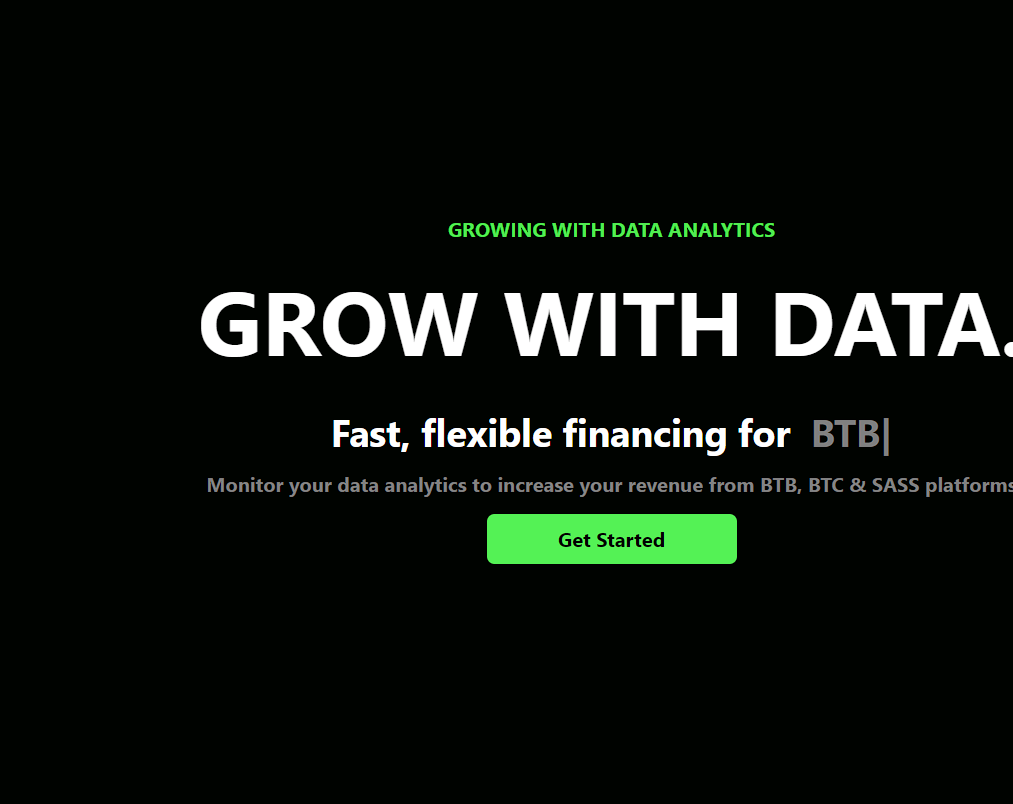 GROWING WITH DATA ANALYTICS
GROW WITH DATA.
Fast, flexible financing for BTB|
Monitor your data analytics to increase your revenue from BTB, BTC & SASS platforms
Get Started